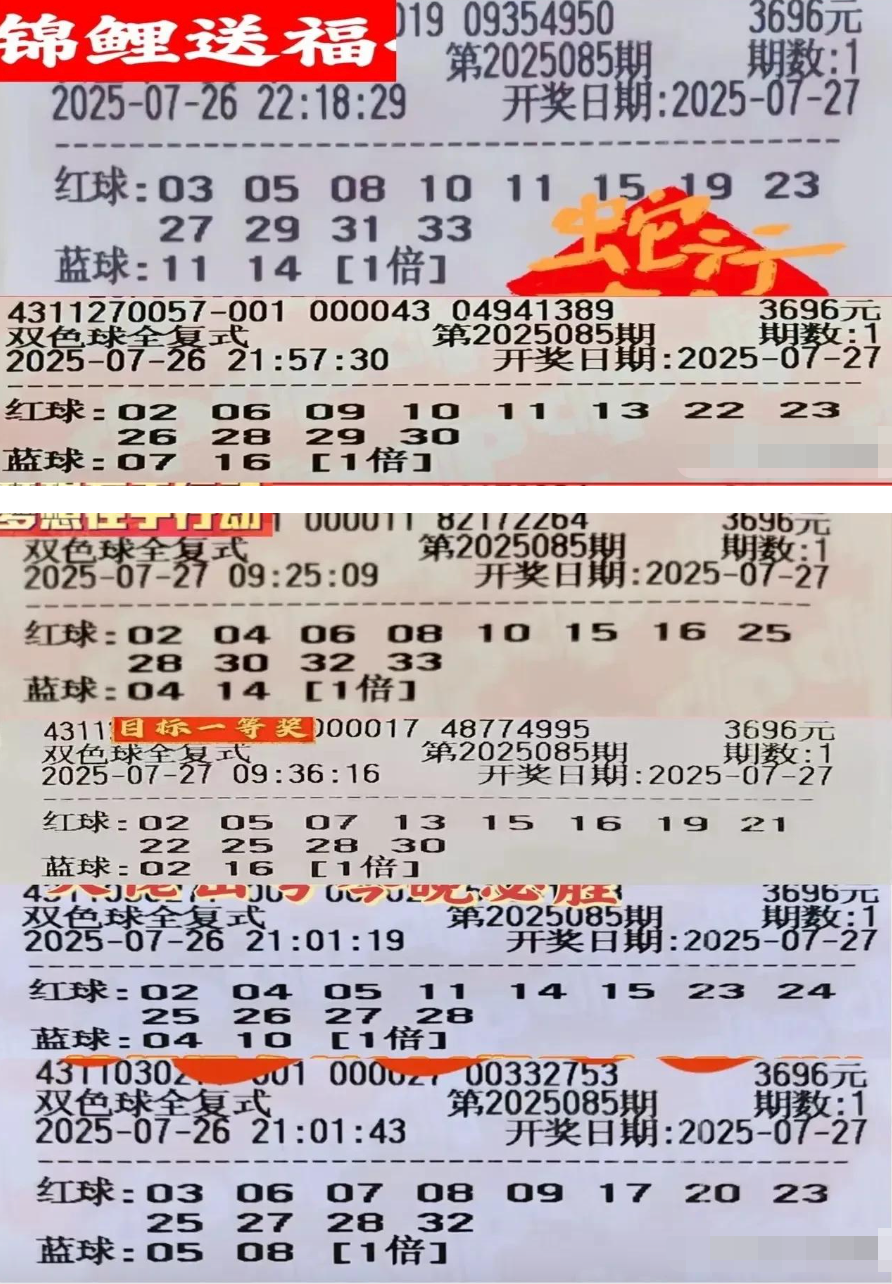 锦鲤送福
019 09354950 3696元
第2025085期 期数:1
2025-07-26 22:18:29 开奖日期:2025-07-27
红球:03 05 08 10 11 15 19 23
27 29 31 33
蓝球:11 14 [1倍]
蛇行
4311270057-001 000043 04941389 3696元
双色球全复式 第2025085期 期数:1
2025-07-26 21:57:30 开奖日期:2025-07-27
红球:02 06 09 10 11 13 22 23
26 28 29 30
蓝球:07 16 [1倍]
梦想在手行动
1 000011 82172264 3696元
双色球全复式 第2025085期 期数:1
2025-07-27 09:25:09 开奖日期:2025-07-27
红球:02 04 06 08 10 15 16 25
28 30 32 33
蓝球:04 14 [1倍]
4311 目标一等奖 000017 48774995 3696元
双色球全复式 第2025085期 期数:1
2025-07-27 09:36:16 开奖日期:2025-07-27
红球:02 05 07 13 15 16 19 21
22 25 28 30
蓝球:02 16 [1倍]
3696元
双色球全复式 第2025085期 期数:1
2025-07-26 21:01:19 开奖日期:2025-07-27
红球:02 04 05 11 14 15 23 24
25 26 27 28
蓝球:04 10 [1倍]
43110302 001 000027 00332753 3696元
双色球全复式 第2025085期 期数:1
2025-07-26 21:01:43 开奖日期:2025-07-27
红球:03 06 07 08 09 17 20 23
25 27 28 32
蓝球:05 08 [1倍]